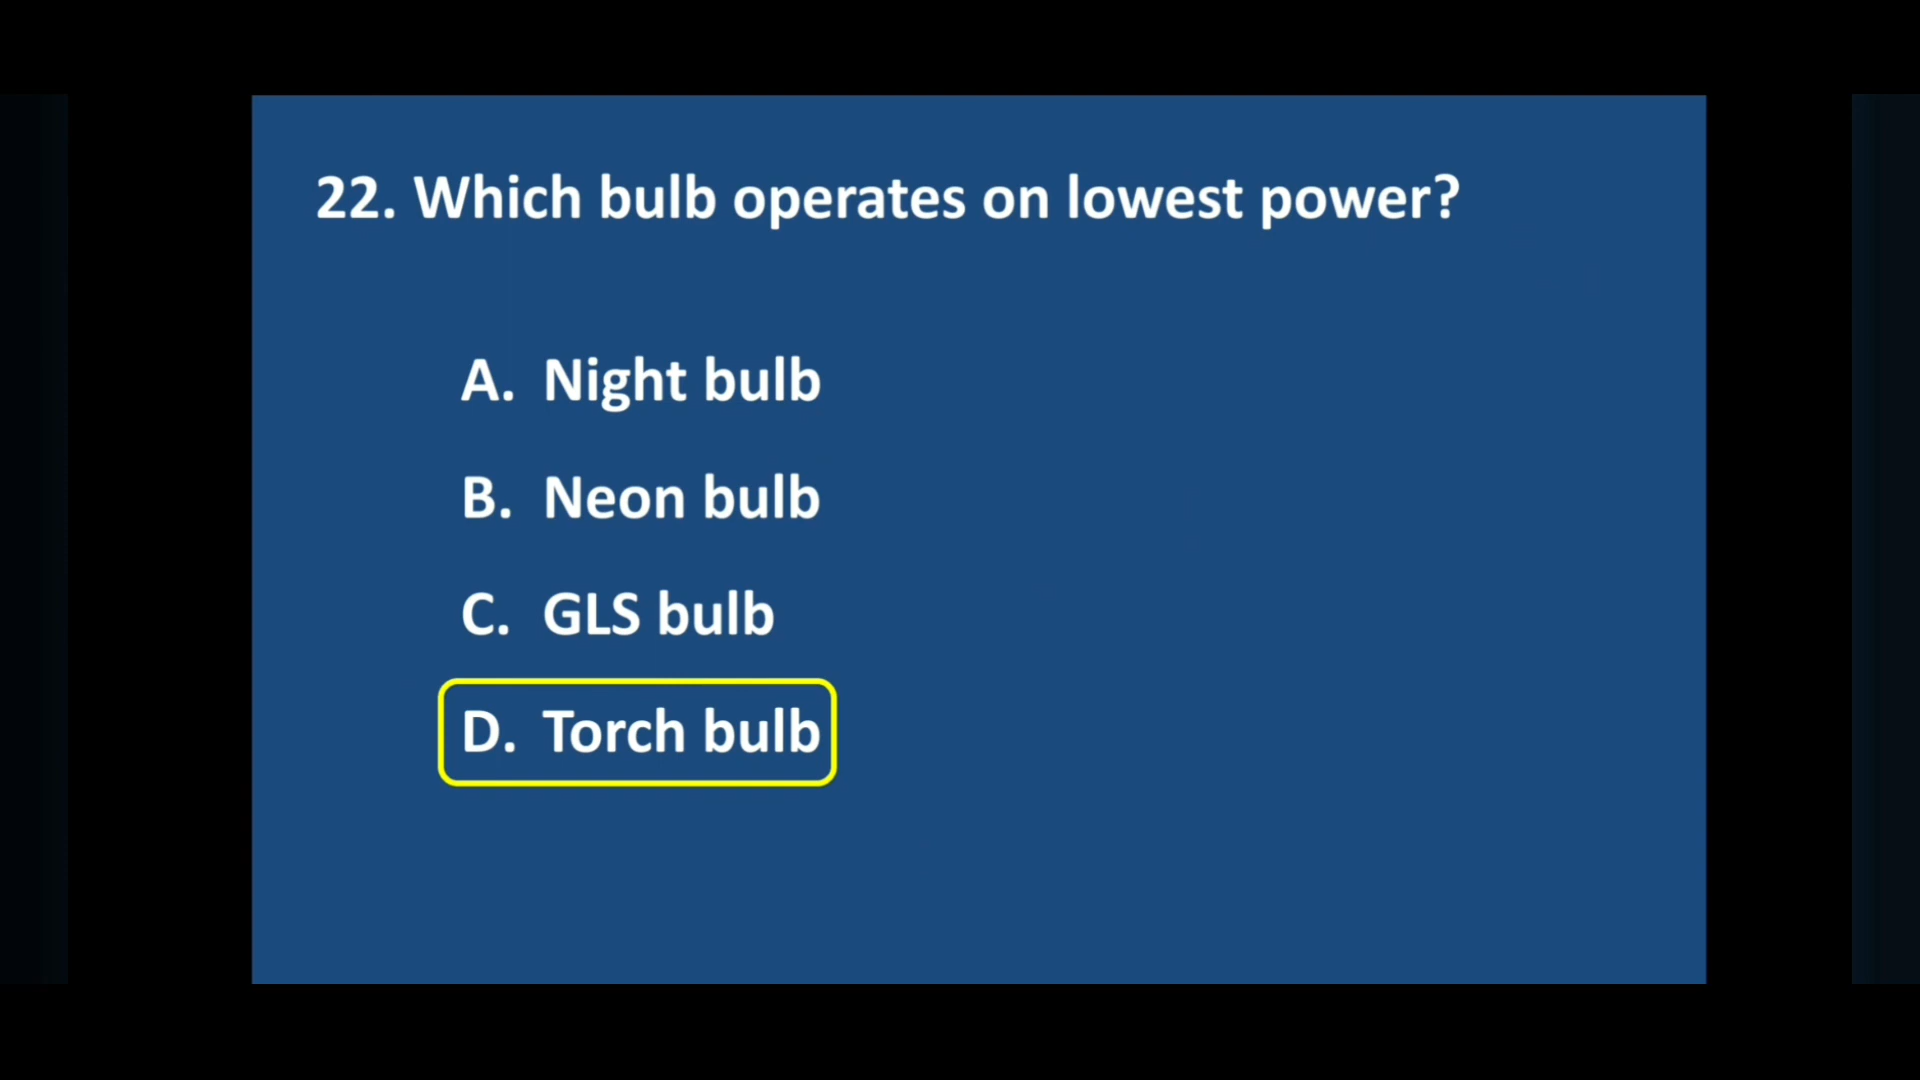 22. Which bulb operates on lowest power?
A. Night bulb
B. Neon bulb
C. GLS bulb
D. Torch bulb